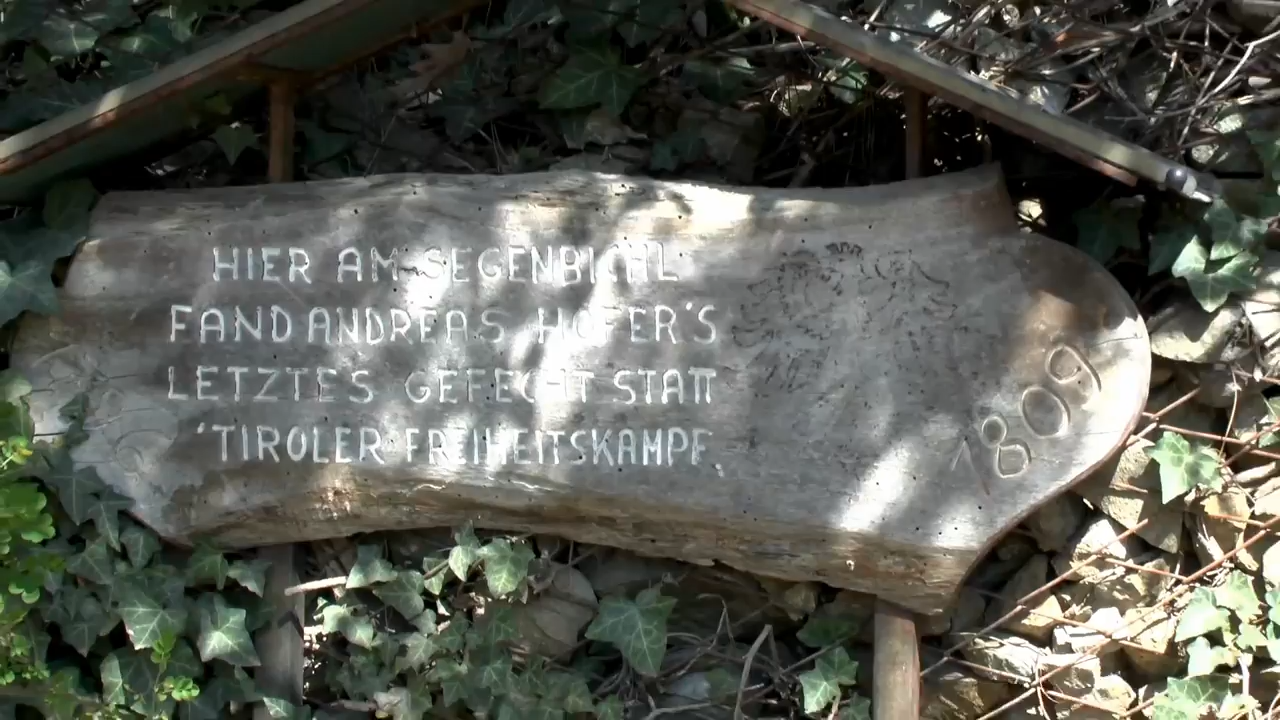 HIER AM SEGENBICHL
FAND ANDREAS HOFER'S
LETZTES GEFECHT STATT
'TIROLER FREIHEITSKAMPF
1809